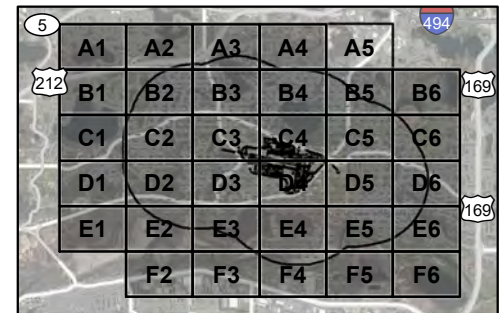 494
5
A1 A2 A3 A4 A5
212
169
B1 B2 B3 B4 B5 B6
C1 C2 C3 C4 C5 C6
D1 D2 D3 D4 D5 D6
169
E1 E2 E3 E4 E5 E6
F2 F3 F4 F5 F6